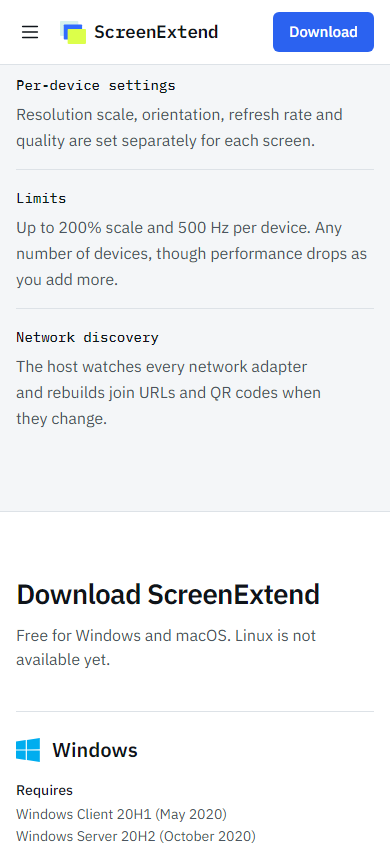 ScreenExtend
Download
Per-device settings
Resolution scale, orientation, refresh rate and
quality are set separately for each screen.
Limits
Up to 200% scale and 500 Hz per device. Any
number of devices, though performance drops as
you add more.
Network discovery
The host watches every network adapter
and rebuilds join URLs and QR codes when
they change.
Download ScreenExtend
Free for Windows and macOS. Linux is not
available yet.
Windows
Requires
Windows Client 20H1 (May 2020)
Windows Server 20H2 (October 2020)